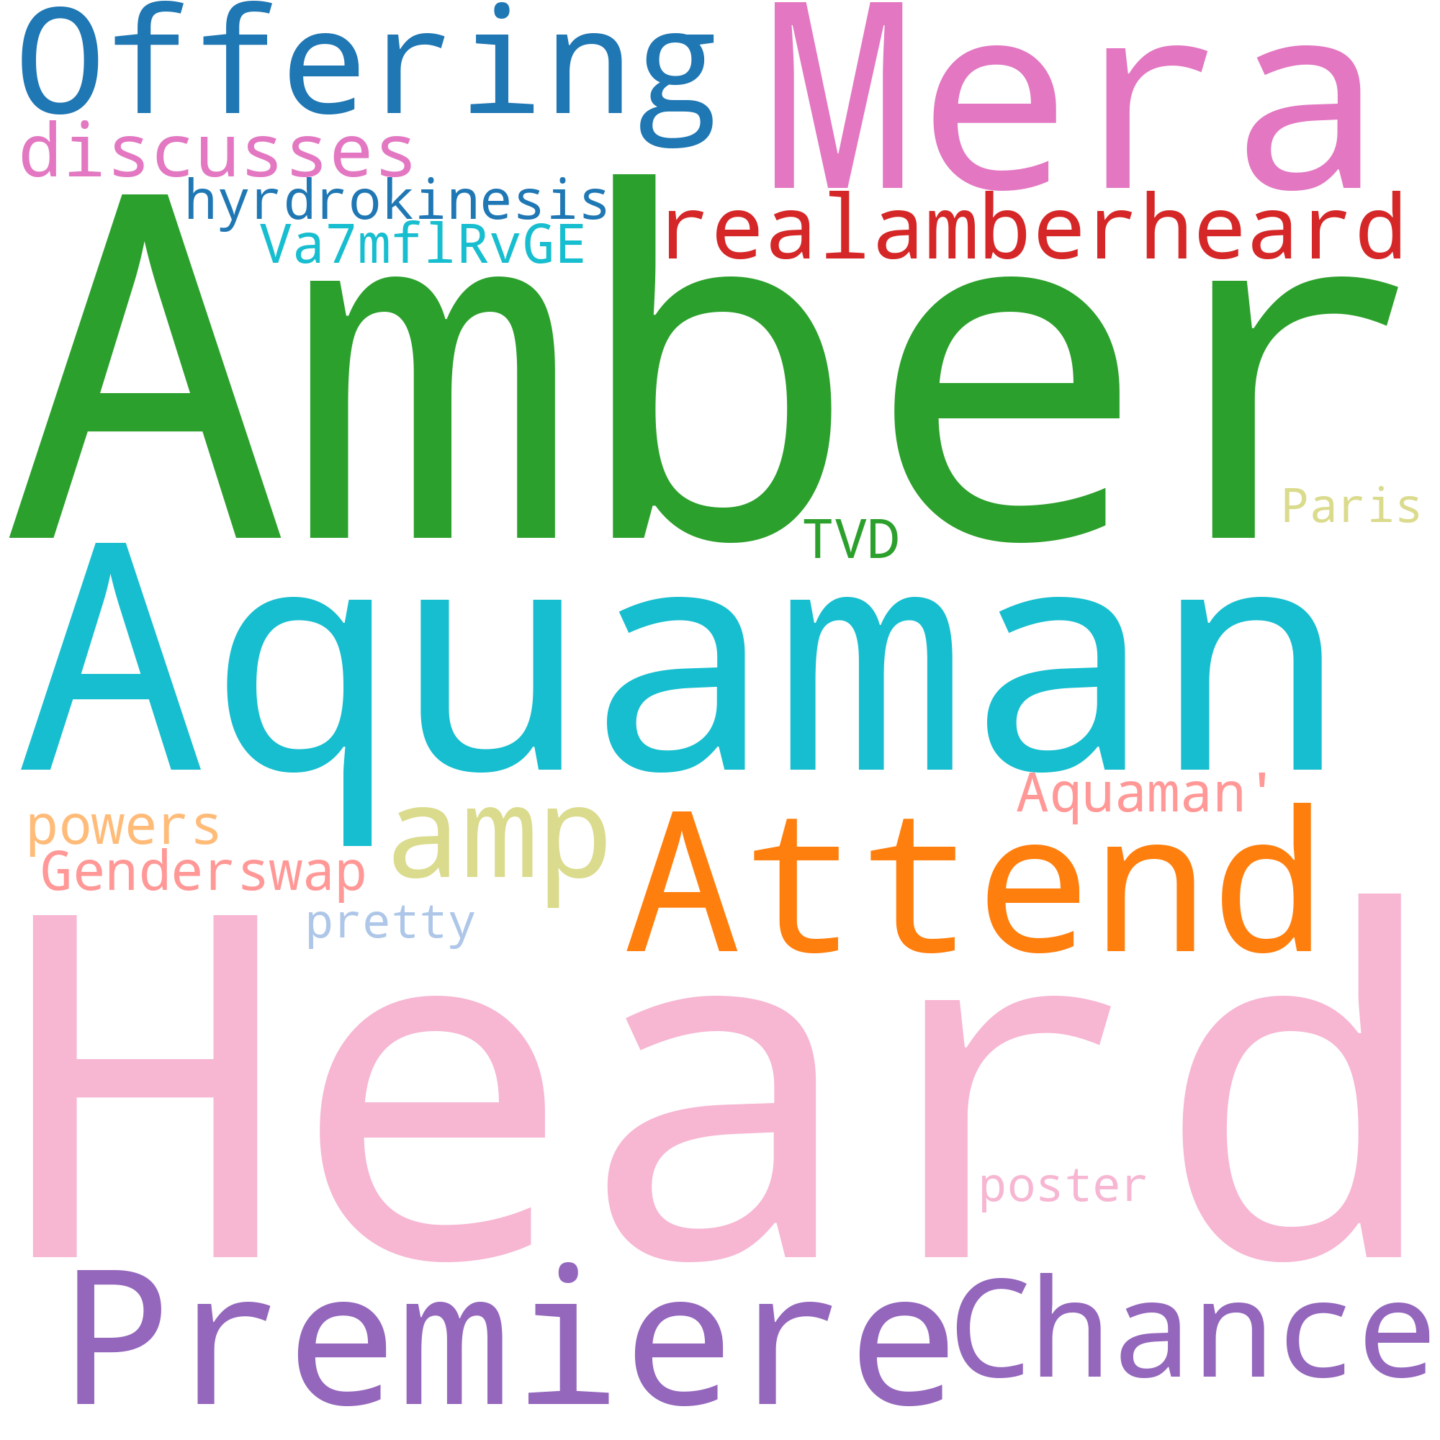 Offering Mera
discusses
hyrdrokinesis realamberheard
Va7mflRvGE
Amber
Paris
TVD
Aquaman
Aquaman'
powers amp Attend
Genderswap
pretty
Heard
poster
Premiere Chance